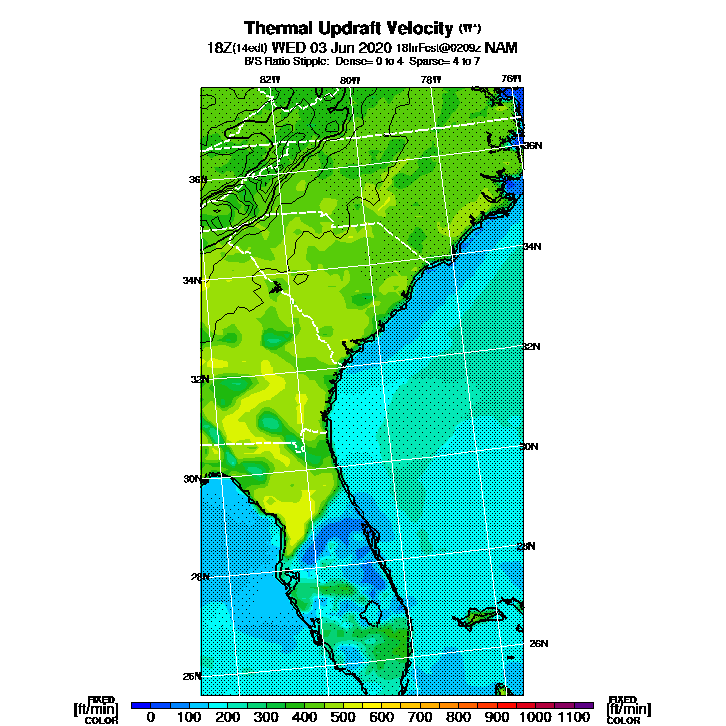 Thermal Updraft Velocity (W*)
18Z(14edt) WED 03 Jun 2020 18hrFcst@0209z NAM
B/S Ratio Stipple: Dense= 0 to 4 Sparse= 4 to 7
82W 80W 78W 76W
36N
36N
34N
34N
32N
32N
30N
30N
28N
28N
26N
26N
FIXED
[ft/min]
COLOR
0 100 200 300 400 500 600 700 800 900 1000 1100
FIXED
[ft/min]
COLOR